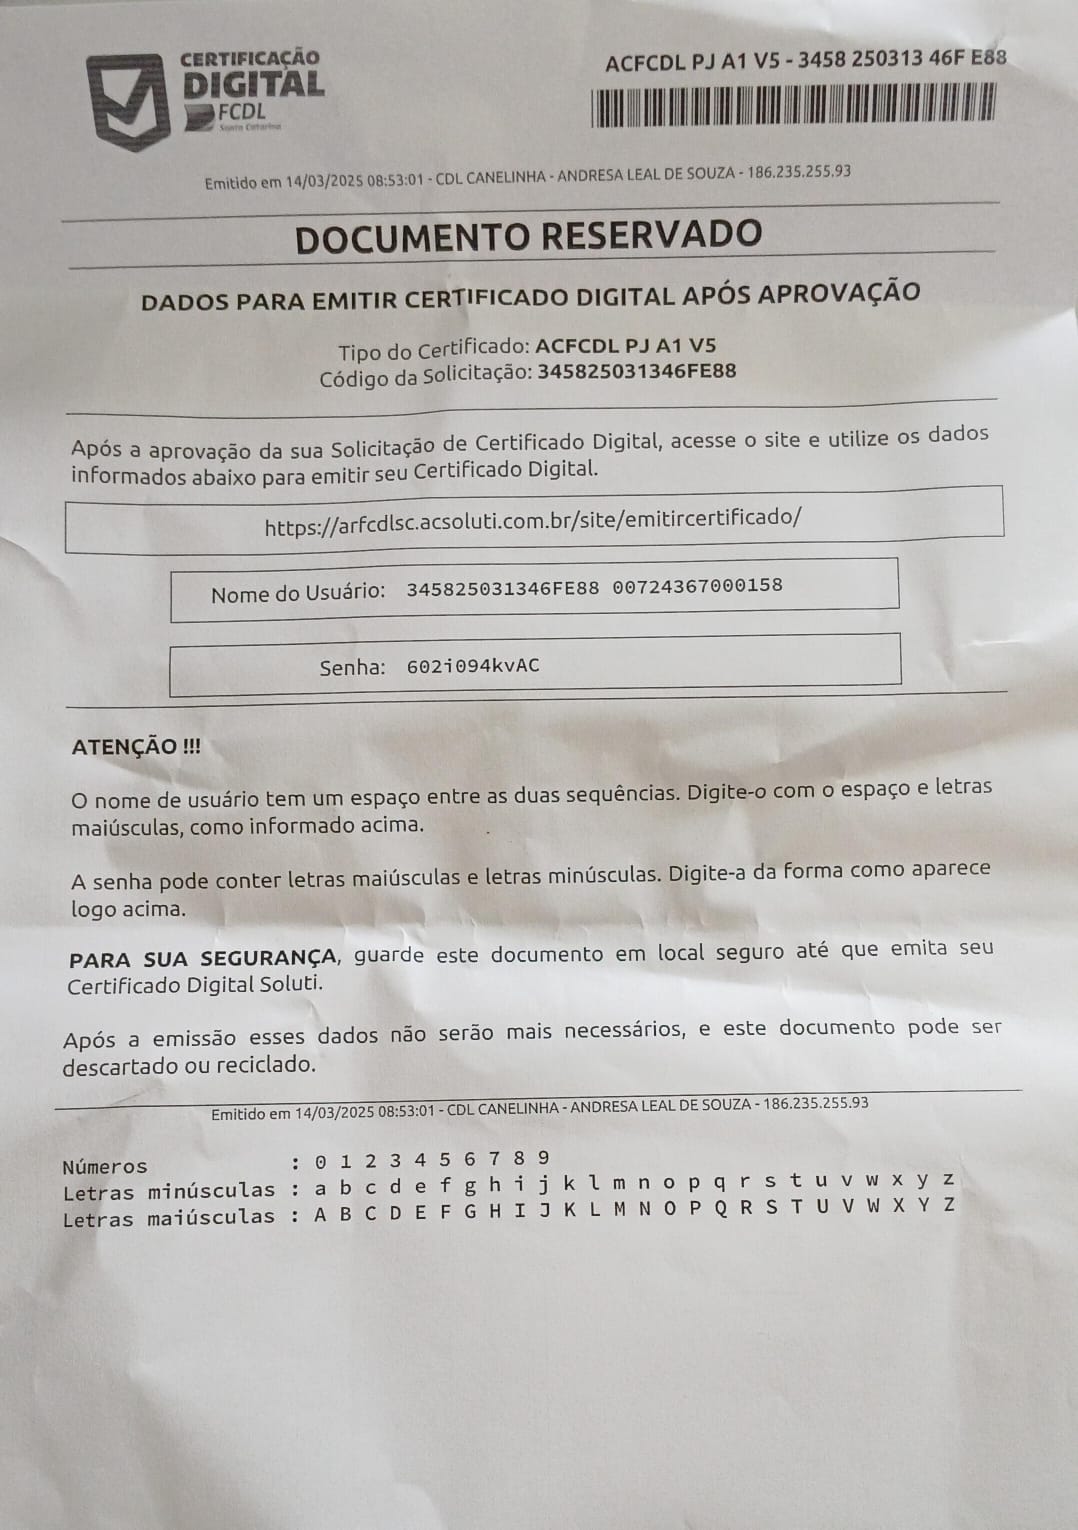 CERTIFICAÇÃO
DIGITAL
FCDL
Santa Catarina
ACFCDL PJ A1 V5 - 3458 250313 46F E88
Emitido em 14/03/2025 08:53:01 - CDL CANELINHA - ANDRESA LEAL DE SOUZA - 186.235.255.93
DOCUMENTO RESERVADO
DADOS PARA EMITIR CERTIFICADO DIGITAL APÓS APROVAÇÃO
Tipo do Certificado: ACFCDL PJ A1 V5
Código da Solicitação: 345825031346FE88
Após a aprovação da sua Solicitação de Certificado Digital, acesse o site e utilize os dados
informados abaixo para emitir seu Certificado Digital.
https://arfcdlsc.acsoluti.com.br/site/emitircertificado/
Nome do Usuário: 345825031346FE88 00724367000158
Senha: 602i094kvAC
ATENÇÃO !!!
O nome de usuário tem um espaço entre as duas sequências. Digite-o com o espaço e letras
maiúsculas, como informado acima.
A senha pode conter letras maiúsculas e letras minúsculas. Digite-a da forma como aparece
logo acima.
PARA SUA SEGURANÇA, guarde este documento em local seguro até que emita seu
Certificado Digital Soluti.
Após a emissão esses dados não serão mais necessários, e este documento pode ser
descartado ou reciclado.
Emitido em 14/03/2025 08:53:01 - CDL CANELINHA - ANDRESA LEAL DE SOUZA - 186.235.255.93
Números : 0 1 2 3 4 5 6 7 8 9
Letras minúsculas : a b c d e f g h i j k l m n o p q r s t u v w x y z
Letras maiúsculas : A B C D E F G H I J K L M N O P Q R S T U V W X Y Z